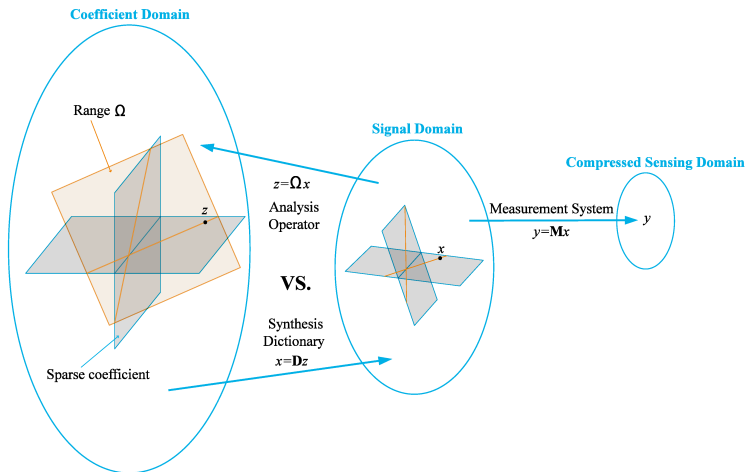 Coefficient Domain
Range Ω
z
Sparse coefficient
z=Ωx
Analysis
Operator
VS.
Synthesis
Dictionary
x=Dz
Signal Domain
x
Measurement System
y=Mx
Compressed Sensing Domain
y